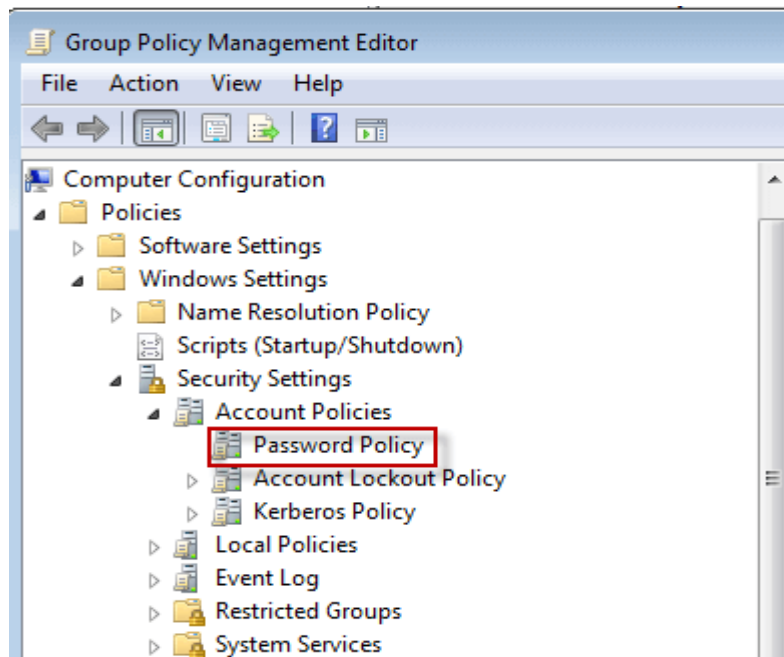 Group Policy Management Editor
File Action View Help
Computer Configuration
Policies
Software Settings
Windows Settings
Name Resolution Policy
Scripts (Startup/Shutdown)
Security Settings
Account Policies
Password Policy
Account Lockout Policy
Kerberos Policy
Local Policies
Event Log
Restricted Groups
System Services